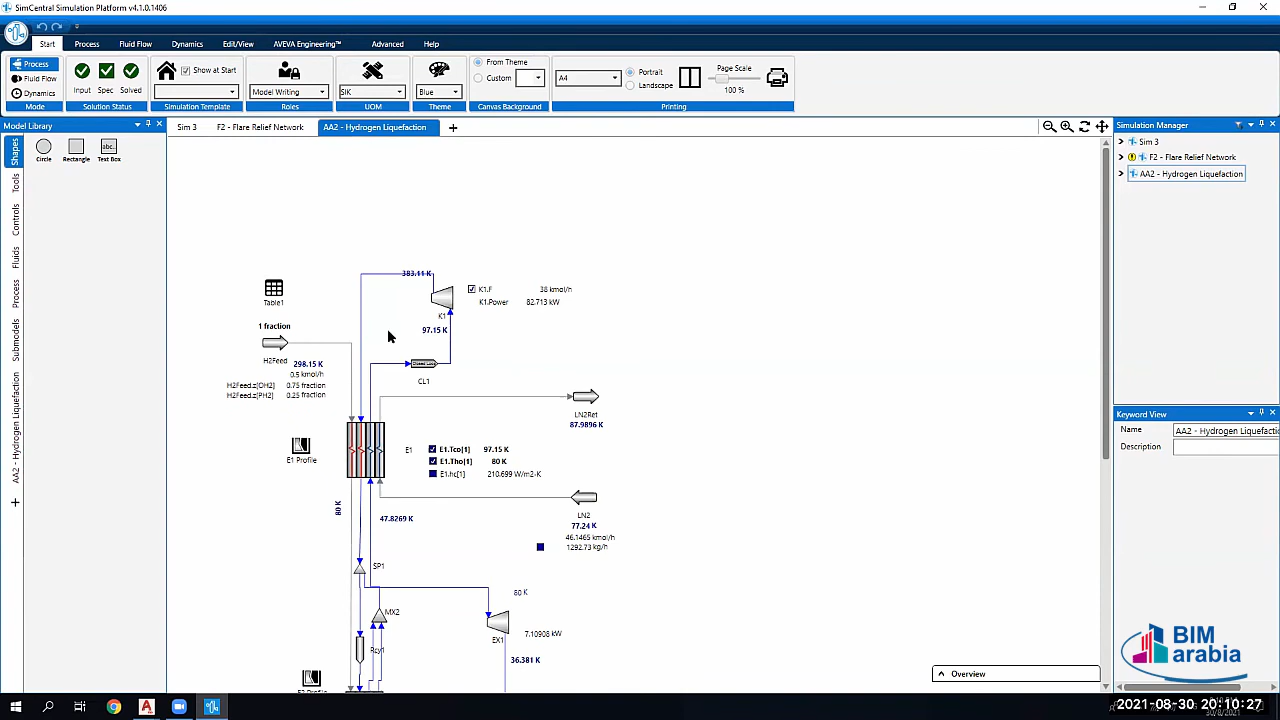 SimCentral Simulation Platform v4.1.0.1406
Start Process Fluid Flow Dynamics Edit/View AVEVA Engineering™ Advanced Help
Process
Fluid Flow
Dynamics
Mode
Input Spec Solved
Solution Status
Show at Start
Simulation Template
Model Writing
Roles
SIK
UOM
Blue
Theme
From Theme
Custom
Canvas Background
A4
Portrait
Landscape
Page Scale
100 %
Printing
Model Library
Shapes
Tools
Controls
Fluids
Process
Submodels
AA2 - Hydrogen Liquefaction
Circle Rectangle Text Box
abc
Sim 3 F2 - Flare Relief Network AA2 - Hydrogen Liquefaction
383.11 K
K1.F 38 kmol/h
K1.Power 82.713 kW
K1
Table1
1 fraction
97.15 K
H2Feed
298.15 K
0.5 kmol/h
H2Feed.z[OH2] 0.75 fraction
H2Feed.z[PH2] 0.25 fraction
CL1
LN2Ret
87.9896 K
E1 Profile
E1
E1.Tco[1] 97.15 K
E1.Tho[1] 80 K
E1.hc[1] 210.699 W/m2-K
80 K
47.8269 K
LN2
77.24 K
46.1465 kmol/h
1292.73 kg/h
SP1
80 K
MX2
EX1
7.10908 kW
Rcy1
36.381 K
Overview
Simulation Manager
Sim 3
F2 - Flare Relief Network
AA2 - Hydrogen Liquefaction
Keyword View
Name AA2 - Hydrogen Liquefactio
Description
BIM
arabia
2021-08-30 20:10:27
30/8/2021